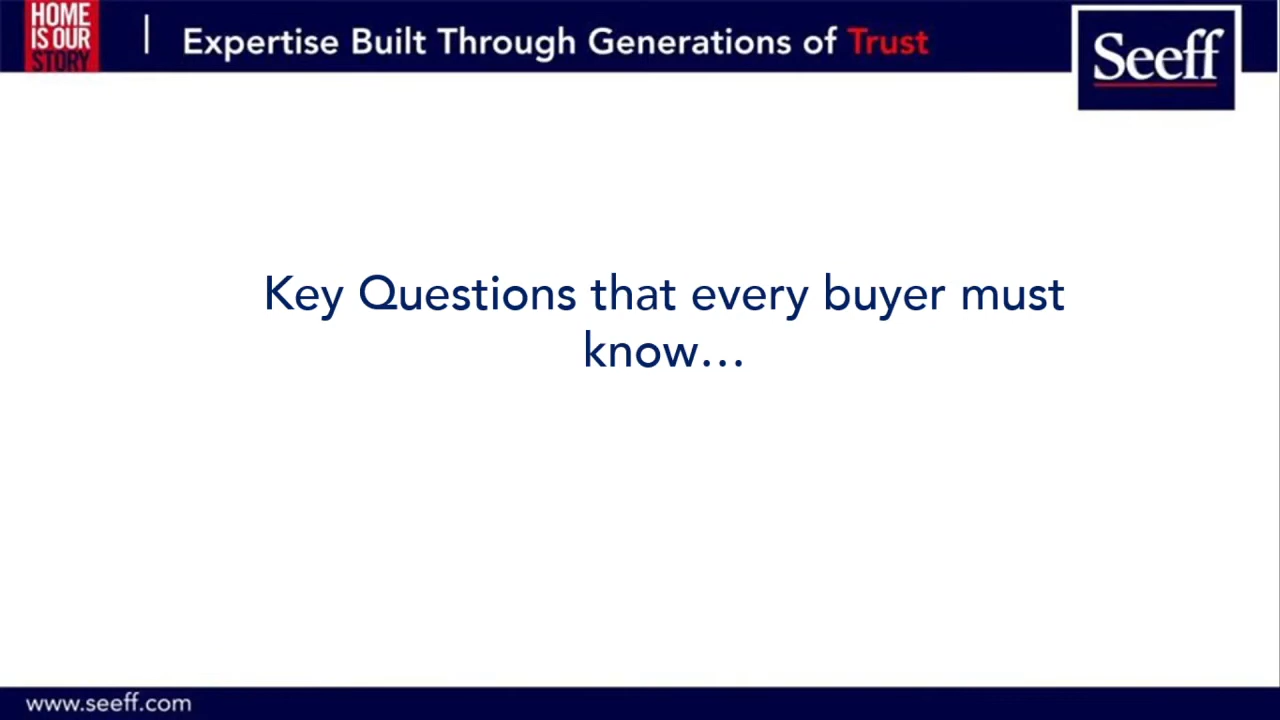 HOME
IS OUR
STORY
Expertise Built Through Generations of Trust
Seeff
Key Questions that every buyer must
know…
www.seeff.com